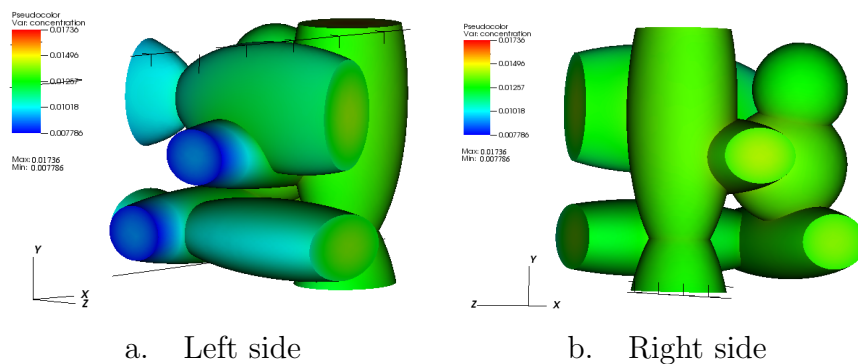 Pseudocolor
Var: concentration
0.01736
0.01496
0.01257
0.01018
0.007786
Max: 0.01736
Min: 0.007786
Y
X
Z
a. Left side
Pseudocolor
Var: concentration
0.01736
0.01496
0.01257
0.01018
0.007786
Max: 0.01736
Min: 0.007786
Y
Z X
b. Right side